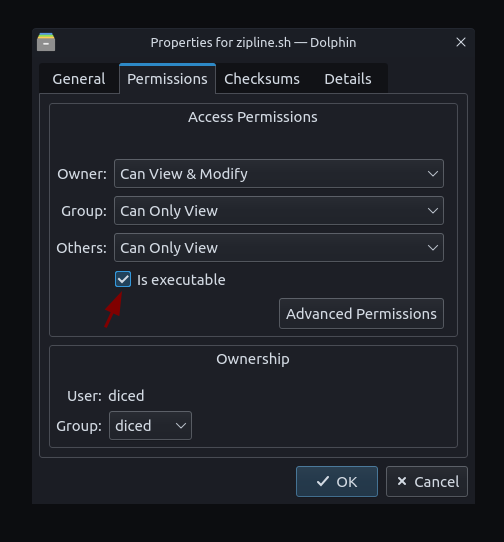 Properties for zipline.sh — Dolphin
General Permissions Checksums Details
Access Permissions
Owner: Can View & Modify
Group: Can Only View
Others: Can Only View
Is executable
Advanced Permissions
Ownership
User: diced
Group: diced
OK Cancel